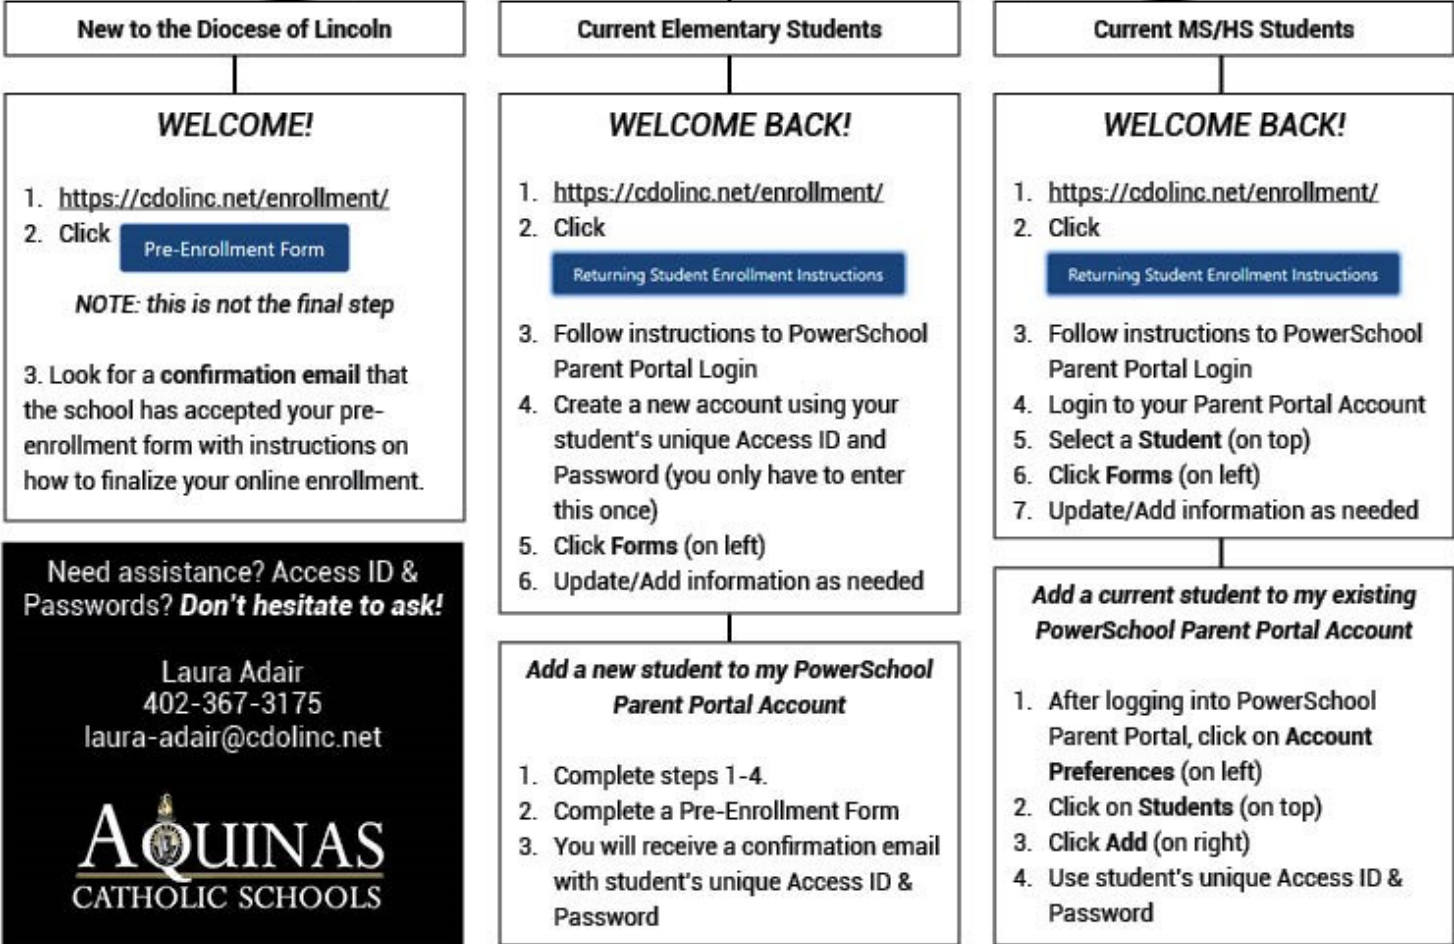 New to the Diocese of Lincoln
WELCOME!
1. https://cdolinc.net/enrollment/
2. Click Pre-Enrollment Form
NOTE: this is not the final step
3. Look for a confirmation email that
the school has accepted your pre-
enrollment form with instructions on
how to finalize your online enrollment.
Need assistance? Access ID &
Passwords? Don't hesitate to ask!
Laura Adair
402-367-3175
laura-adair@cdolinc.net
AQUINAS
CATHOLIC SCHOOLS
Current Elementary Students
WELCOME BACK!
1. https://cdolinc.net/enrollment/
2. Click
Returning Student Enrollment Instructions
3. Follow instructions to PowerSchool
Parent Portal Login
4. Create a new account using your
student's unique Access ID and
Password (you only have to enter
this once)
5. Click Forms (on left)
6. Update/Add information as needed
Add a new student to my PowerSchool
Parent Portal Account
1. Complete steps 1-4.
2. Complete a Pre-Enrollment Form
3. You will receive a confirmation email
with student's unique Access ID &
Password
Current MS/HS Students
WELCOME BACK!
1. https://cdolinc.net/enrollment/
2. Click
Returning Student Enrollment Instructions
3. Follow instructions to PowerSchool
Parent Portal Login
4. Login to your Parent Portal Account
5. Select a Student (on top)
6. Click Forms (on left)
7. Update/Add information as needed
Add a current student to my existing
PowerSchool Parent Portal Account
1. After logging into PowerSchool
Parent Portal, click on Account
Preferences (on left)
2. Click on Students (on top)
3. Click Add (on right)
4. Use student's unique Access ID &
Password